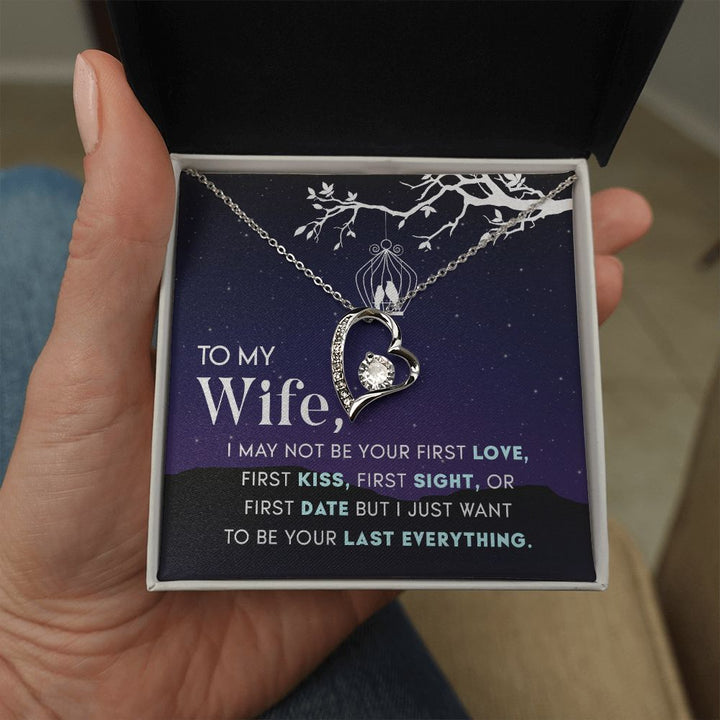 TO MY
Wife,
I MAY NOT BE YOUR FIRST LOVE,
FIRST KISS, FIRST SIGHT, OR
FIRST DATE BUT I JUST WANT
TO BE YOUR LAST EVERYTHING.